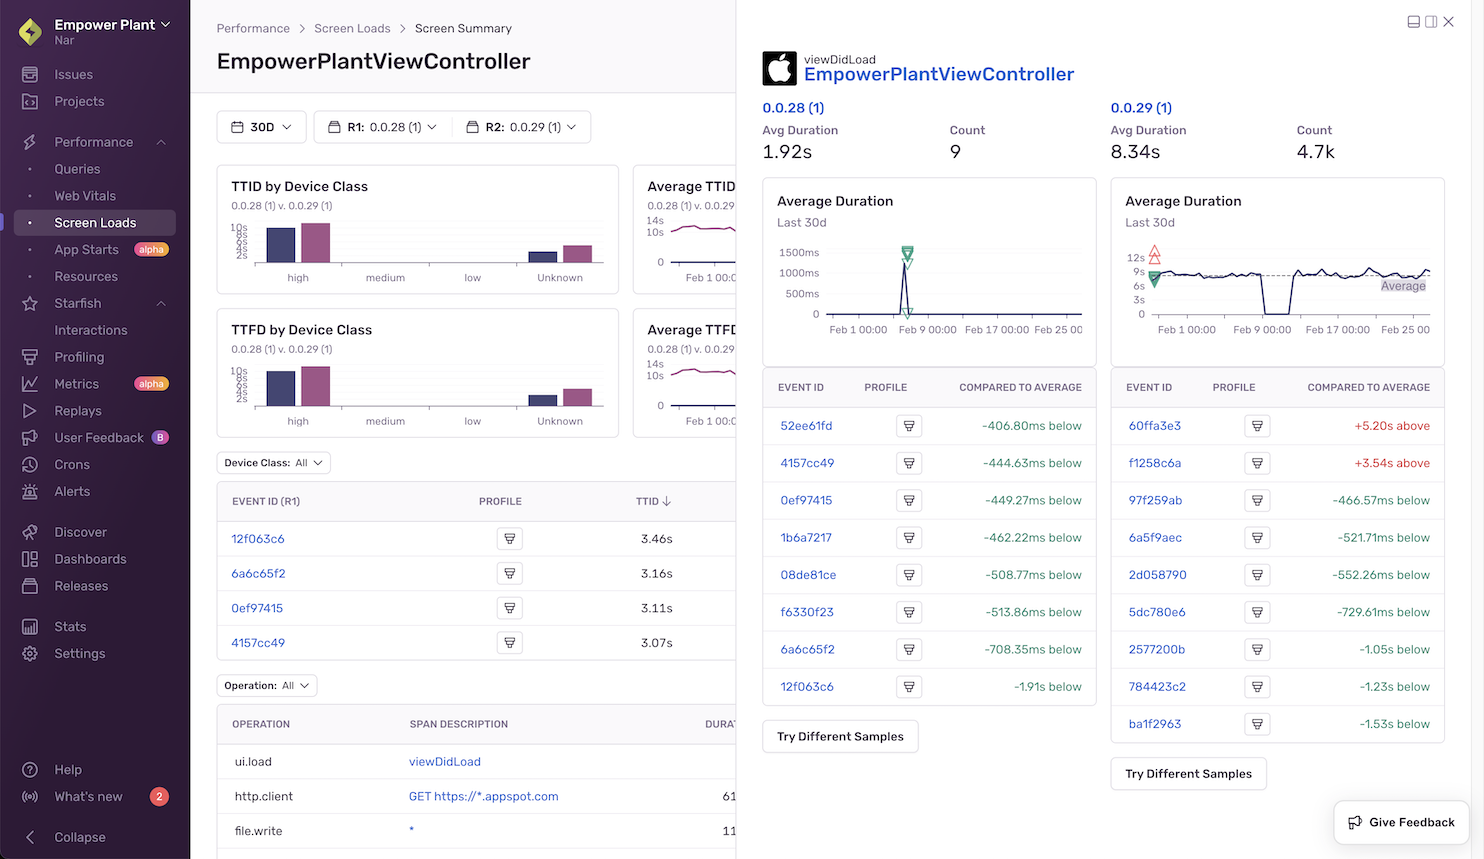 Empower Plant
Nar
Issues
Projects
Performance
Queries
Web Vitals
Screen Loads
App Starts alpha
Resources
Starfish
Interactions
Profiling
Metrics alpha
Replays
User Feedback B
Crons
Alerts
Discover
Dashboards
Releases
Stats
Settings
Help
What's new 2
Collapse
Performance > Screen Loads > Screen Summary
EmpowerPlantViewController
30D R1: 0.0.28 (1) R2: 0.0.29 (1)
TTID by Device Class
0.0.28 (1) v. 0.0.29 (1)
10s
8s
6s
4s
2s
high medium low Unknown
Average TTID
0.0.28 (1) v. 0.0.29
14s
10s
0
Feb 1 00:0
TTFD by Device Class
0.0.28 (1) v. 0.0.29 (1)
10s
8s
6s
4s
2s
high medium low Unknown
Average TTFD
0.0.28 (1) v. 0.0.29
14s
10s
0
Feb 1 00:0
Device Class: All
EVENT ID (R1) PROFILE TTID
12f063c6 3.46s
6a6c65f2 3.16s
0ef97415 3.11s
4157cc49 3.07s
Operation: All
OPERATION SPAN DESCRIPTION DURAT
ui.load viewDidLoad
http.client GET https://*.appspot.com 61
file.write * 11
viewDidLoad
EmpowerPlantViewController
0.0.28 (1)
Avg Duration Count
1.92s 9
Average Duration
Last 30d
1500ms
1000ms
500ms
0
Feb 1 00:00 Feb 9 00:00 Feb 17 00:00 Feb 25 00
EVENT ID PROFILE COMPARED TO AVERAGE
52ee61fd -406.80ms below
4157cc49 -444.63ms below
0ef97415 -449.27ms below
1b6a7217 -462.22ms below
08de81ce -508.77ms below
f6330f23 -513.86ms below
6a6c65f2 -708.35ms below
12f063c6 -1.91s below
Try Different Samples
0.0.29 (1)
Avg Duration Count
8.34s 4.7k
Average Duration
Last 30d
12s
9s
6s
3s
0
Average
Feb 1 00:00 Feb 9 00:00 Feb 17 00:00 Feb 25 00
EVENT ID PROFILE COMPARED TO AVERAGE
60ffa3e3 +5.20s above
f1258c6a +3.54s above
97f259ab -466.57ms below
6a5f9aec -521.71ms below
2d058790 -552.26ms below
5dc780e6 -729.61ms below
2577200b -1.05s below
784423c2 -1.23s below
ba1f2963 -1.53s below
Try Different Samples
Give Feedback